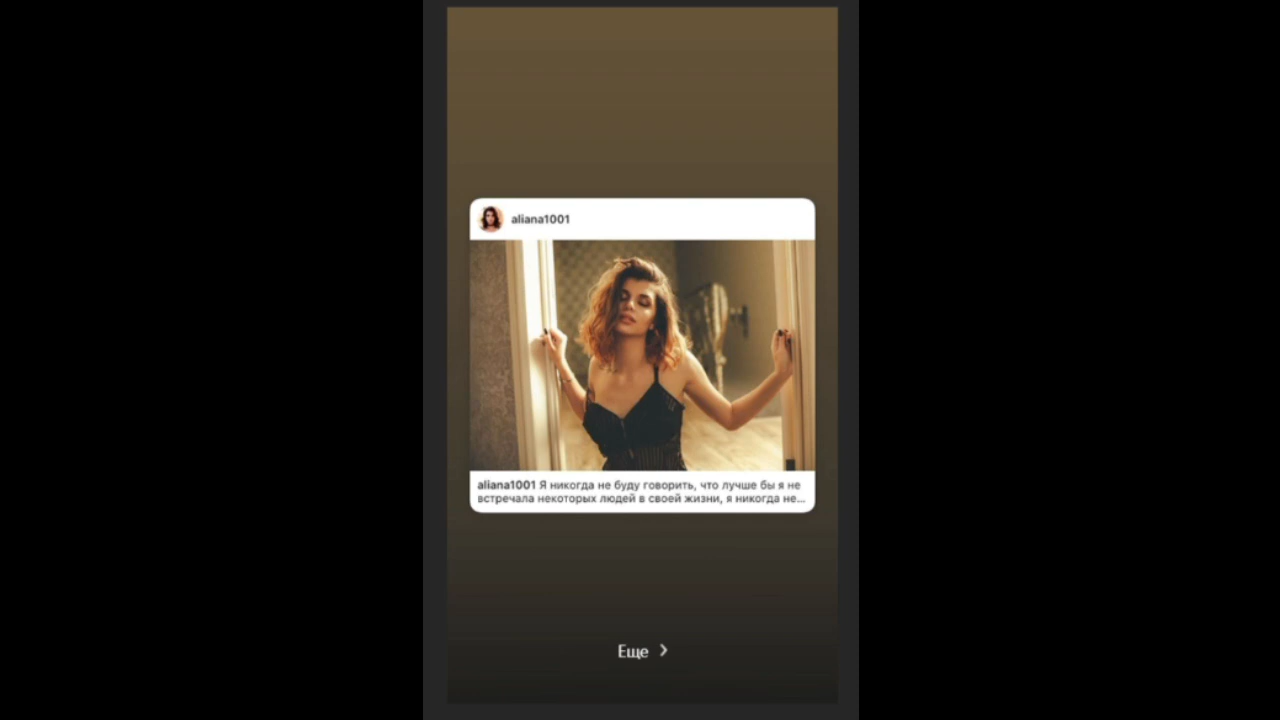 aliana1001
aliana1001 Я никогда не буду говорить, что лучше бы я не
встречала некоторых людей в своей жизни, я никогда не...
Еще